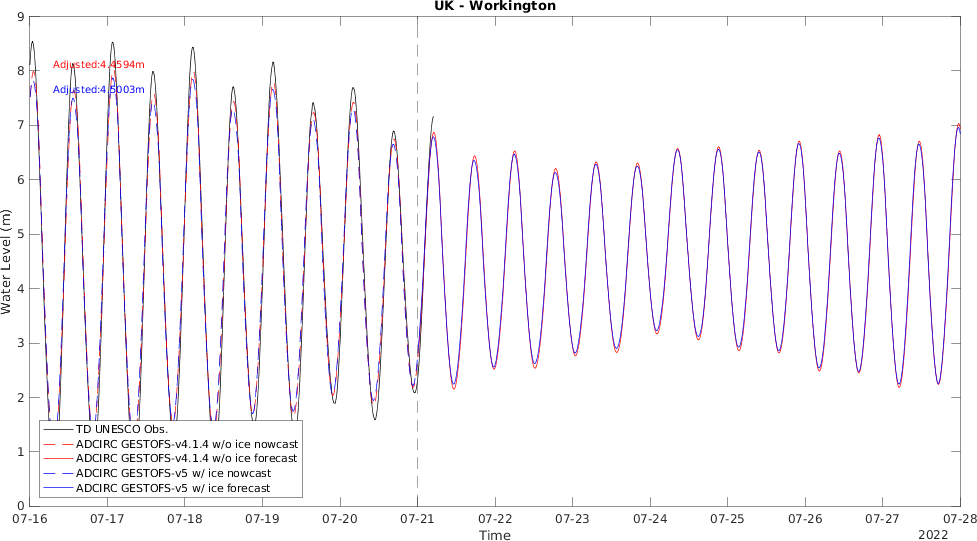 UK - Workington
9
8
7
6
5
4
3
2
1
0
Water Level (m)
Adjusted:4.4594m
Adjusted:4.5003m
TD UNESCO Obs.
ADCIRC GESTOFS-v4.1.4 w/o ice nowcast
ADCIRC GESTOFS-v4.1.4 w/o ice forecast
ADCIRC GESTOFS-v5 w/ ice nowcast
ADCIRC GESTOFS-v5 w/ ice forecast
07-16 07-17 07-18 07-19 07-20 07-21 07-22 07-23 07-24 07-25 07-26 07-27 07-28
Time
2022